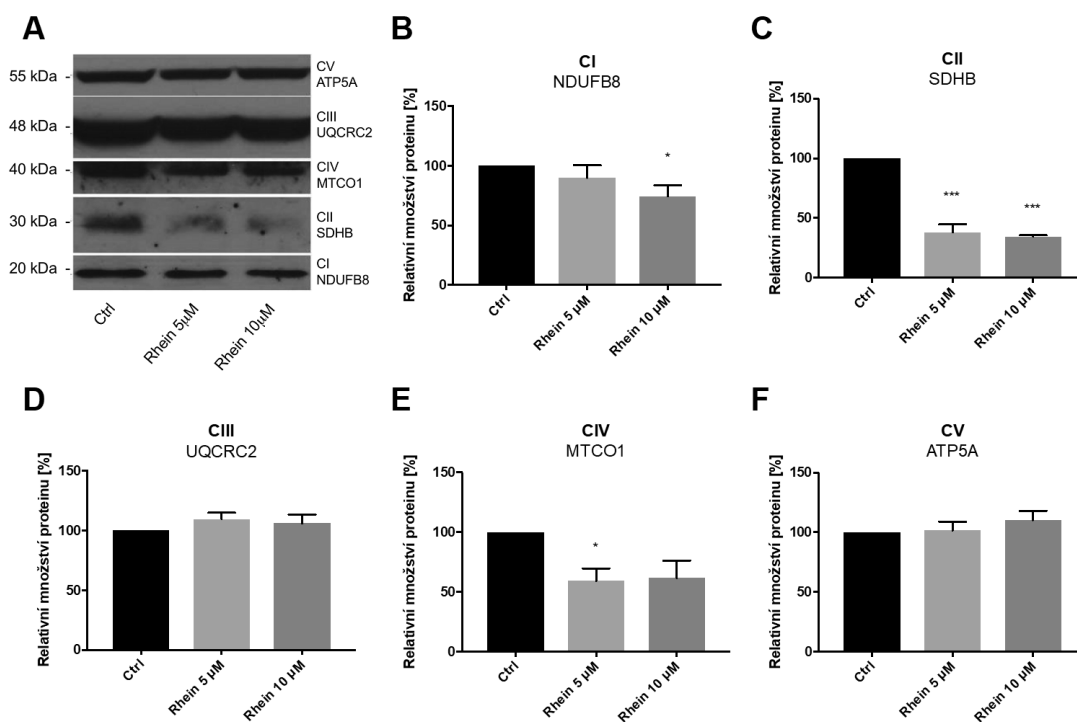 A
55 kDa -
48 kDa -
40 kDa -
30 kDa -
20 kDa -
CV
ATP5A
CIII
UQCRC2
CIV
MTCO1
CII
SDHB
CI
NDUFB8
Ctrl
Rhein 5µM
Rhein 10µM
B
CI
NDUFB8
Relativní množství proteinu [%]
150
100
50
0
*
Ctrl
Rhein 5 µM
Rhein 10 µM
C
CII
SDHB
Relativní množství proteinu [%]
150
100
50
0
***
***
Ctrl
Rhein 5 µM
Rhein 10 µM
D
CIII
UQCRC2
Relativní množství proteinu [%]
150
100
50
0
Ctrl
Rhein 5 µM
Rhein 10 µM
E
CIV
MTCO1
Relativní množství proteinu [%]
150
100
50
0
*
Ctrl
Rhein 5 µM
Rhein 10 µM
F
CV
ATP5A
Relativní množství proteinu [%]
150
100
50
0
Ctrl
Rhein 5 µM
Rhein 10 µM